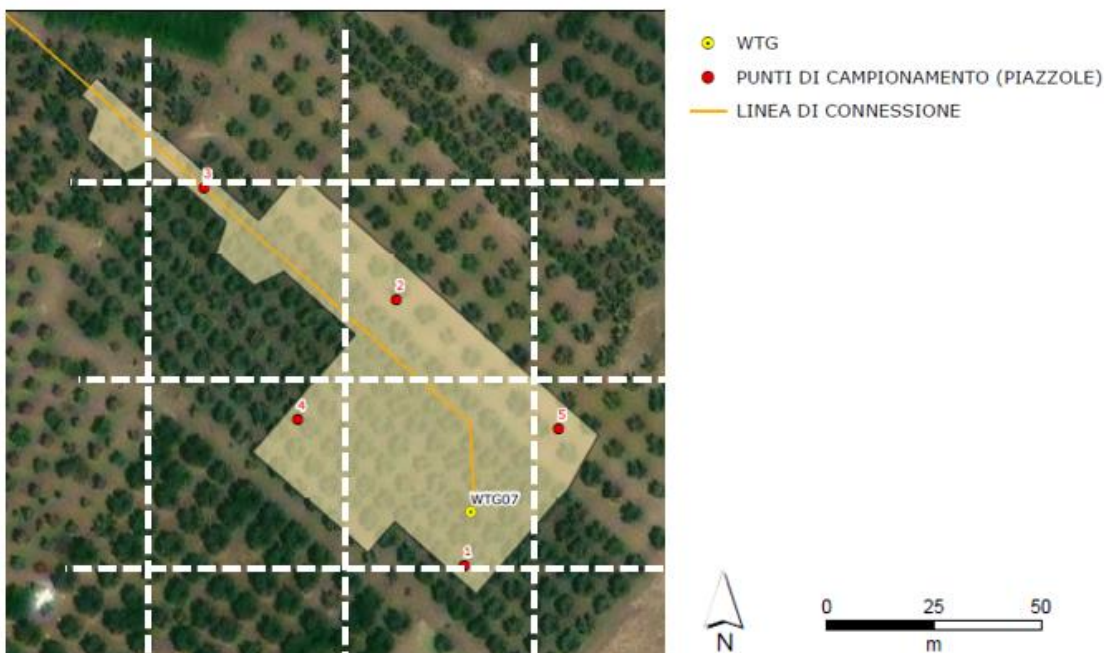 WTG
PUNTI DI CAMPIONAMENTO (PIAZZOLE)
LINEA DI CONNESSIONE
3
2
4
5
WTG07
1
N
0 25 50
m